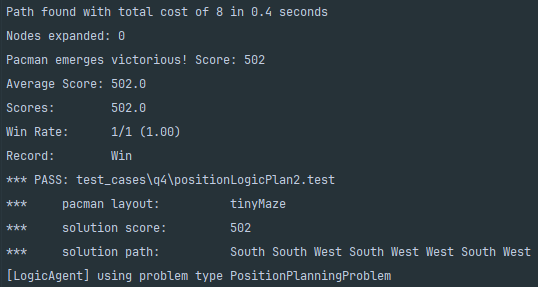 Path found with total cost of 8 in 0.4 seconds
Nodes expanded: 0
Pacman emerges victorious! Score: 502
Average Score: 502.0
Scores:        502.0
Win Rate:      1/1 (1.00)
Record:        Win
*** PASS: test_cases\q4\positionLogicPlan2.test
***     pacman layout:          tinyMaze
***     solution score:         502
***     solution path:          South South West South West West South West
[LogicAgent] using problem type PositionPlanningProblem